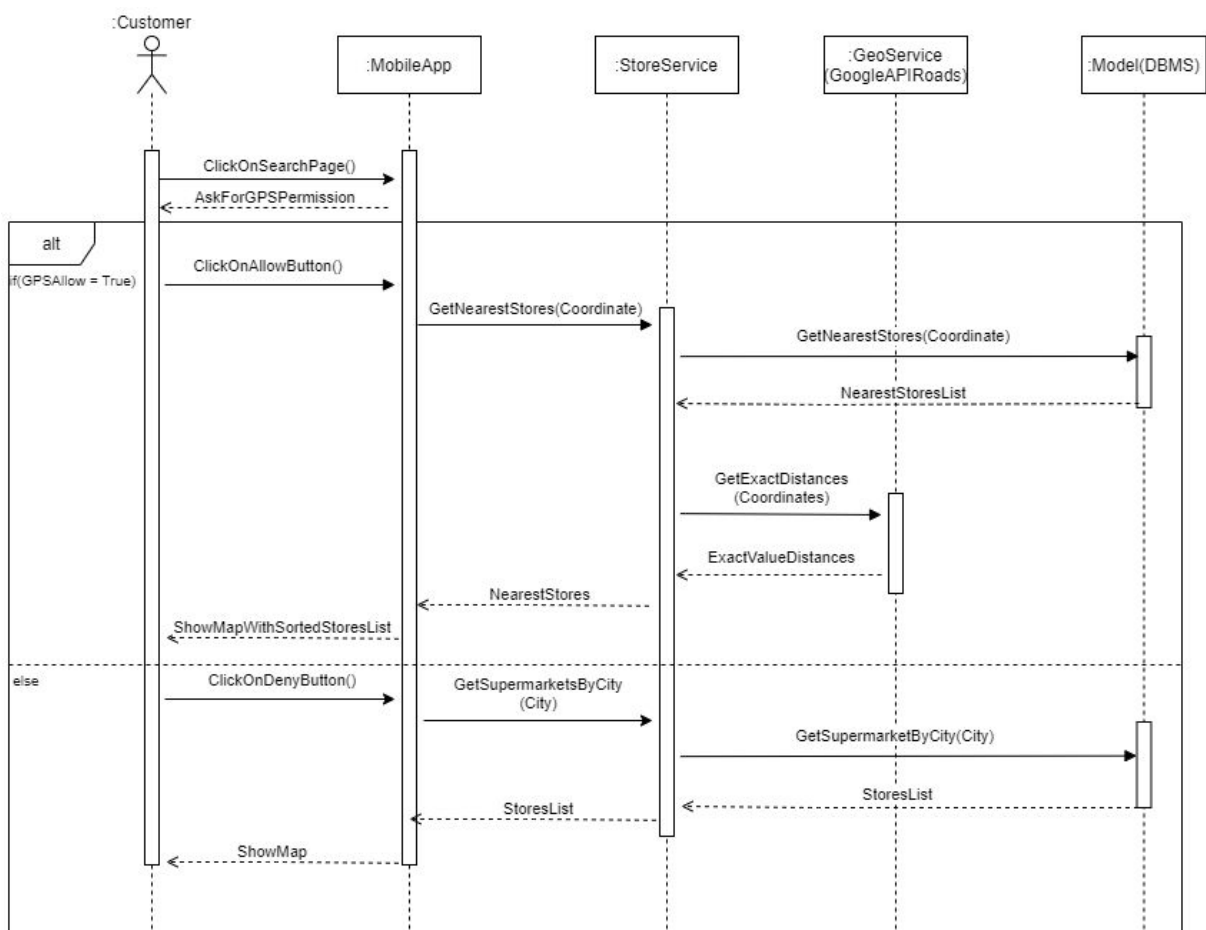 :Customer
:MobileApp
:StoreService
:GeoService
(GoogleAPIRoads)
:Model(DBMS)
ClickOnSearchPage()
AskForGPSPermission
alt
if(GPSAllow = True)
ClickOnAllowButton()
GetNearestStores(Coordinate)
GetNearestStores(Coordinate)
NearestStoresList
GetExactDistances
(Coordinates)
ExactValueDistances
NearestStores
ShowMapWithSortedStoresList
else
ClickOnDenyButton()
GetSupermarketsByCity
(City)
GetSupermarketByCity(City)
StoresList
StoresList
ShowMap